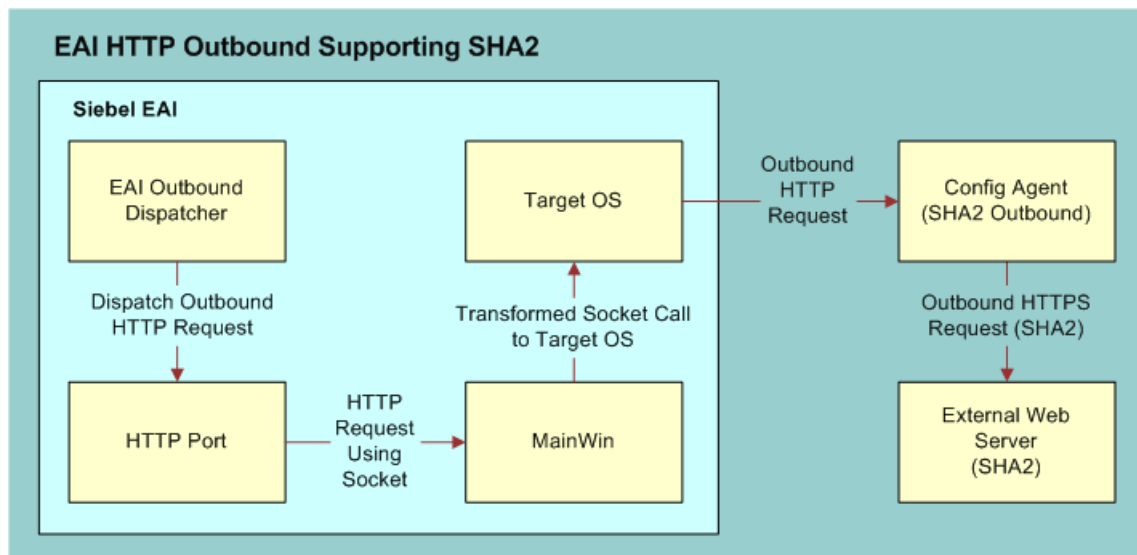 EAI HTTP Outbound Supporting SHA2
Siebel EAI
EAI Outbound
Dispatcher
Dispatch Outbound
HTTP Request
HTTP Port
HTTP
Request
Using
Socket
MainWin
Transformed Socket Call
to Target OS
Target OS
Outbound
HTTP
Request
Config Agent
(SHA2 Outbound)
Outbound HTTPS
Request (SHA2)
External Web
Server
(SHA2)